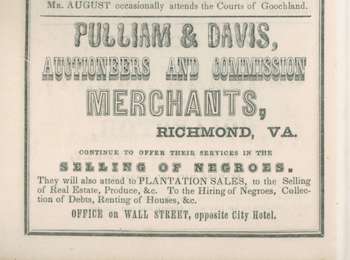 MR. AUGUST occasionally attends the Courts of Goochland.
PULLIAM & DAVIS,
AUCTIONEERS AND COMMISSION
MERCHANTS,
RICHMOND, VA.
CONTINUE TO OFFER THEIR SERVICES IN THE
SELLING OF NEGROES.
They will also attend to PLANTATION SALES, to the Selling
of Real Estate, Produce, &c. To the Hiring of Negroes, Collec-
tion of Debts, Renting of Houses, &c.
OFFICE on WALL STREET, opposite City Hotel.